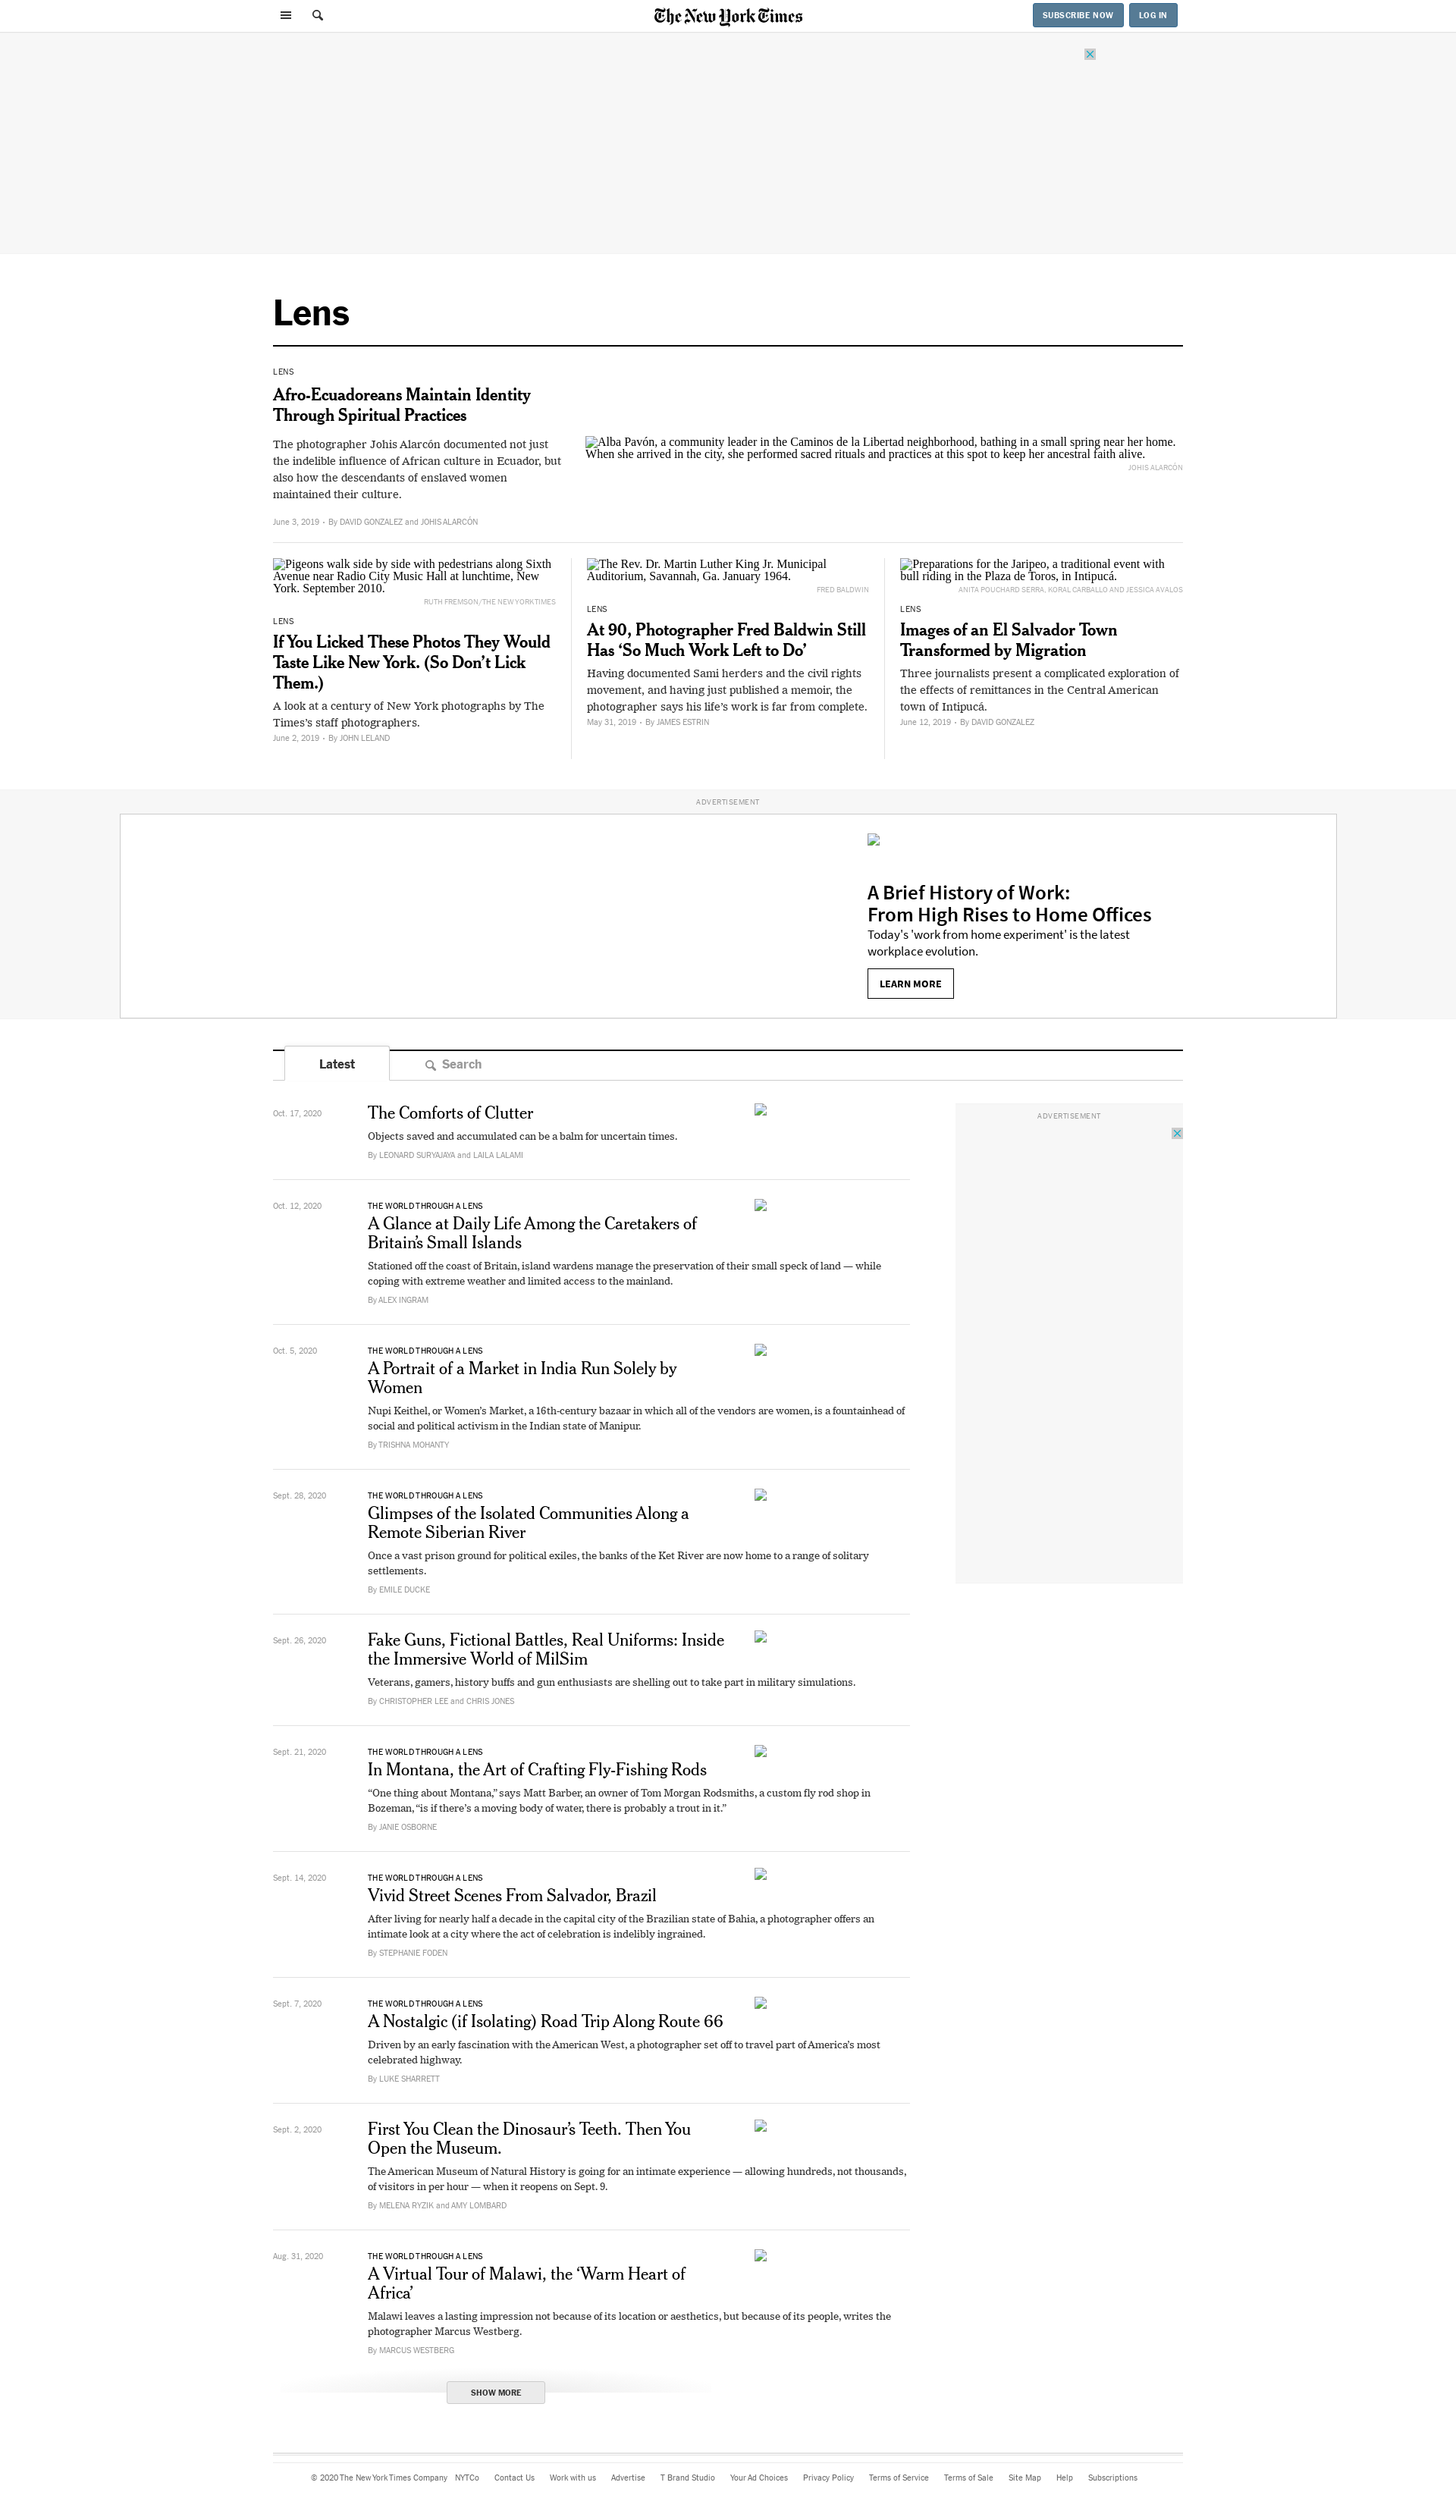 The New York Times
SUBSCRIBE NOW
LOG IN
Lens
LENS
Afro-Ecuadoreans Maintain Identity
Through Spiritual Practices
The photographer Johis Alarcón documented not just
the indelible influence of African culture in Ecuador, but
also how the descendants of enslaved women
maintained their culture.
June 3, 2019 • By DAVID GONZALEZ and JOHIS ALARCÓN
Alba Pavón, a community leader in the Caminos de la Libertad neighborhood, bathing in a small spring near her home.
When she arrived in the city, she performed sacred rituals and practices at this spot to keep her ancestral faith alive.
JOHIS ALARCÓN
Pigeons walk side by side with pedestrians along Sixth
Avenue near Radio City Music Hall at lunchtime, New
York. September 2010.
RUTH FREMSON/THE NEW YORK TIMES
LENS
If You Licked These Photos They Would
Taste Like New York. (So Don’t Lick
Them.)
A look at a century of New York photographs by The
Times’s staff photographers.
June 2, 2019 • By JOHN LELAND
The Rev. Dr. Martin Luther King Jr. Municipal
Auditorium, Savannah, Ga. January 1964.
FRED BALDWIN
LENS
At 90, Photographer Fred Baldwin Still
Has ‘So Much Work Left to Do’
Having documented Sami herders and the civil rights
movement, and having just published a memoir, the
photographer says his life’s work is far from complete.
May 31, 2019 • By JAMES ESTRIN
Preparations for the Jaripeo, a traditional event with
bull riding in the Plaza de Toros, in Intipucá.
ANITA POUCHARD SERRA, KORAL CARBALLO AND JESSICA AVALOS
LENS
Images of an El Salvador Town
Transformed by Migration
Three journalists present a complicated exploration of
the effects of remittances in the Central American
town of Intipucá.
June 12, 2019 • By DAVID GONZALEZ
ADVERTISEMENT
A Brief History of Work:
From High Rises to Home Offices
Today's 'work from home experiment' is the latest
workplace evolution.
LEARN MORE
Latest
Search
ADVERTISEMENT
Oct. 17, 2020
The Comforts of Clutter
Objects saved and accumulated can be a balm for uncertain times.
By LEONARD SURYAJAYA and LAILA LALAMI
Oct. 12, 2020
THE WORLD THROUGH A LENS
A Glance at Daily Life Among the Caretakers of
Britain’s Small Islands
Stationed off the coast of Britain, island wardens manage the preservation of their small speck of land — while
coping with extreme weather and limited access to the mainland.
By ALEX INGRAM
Oct. 5, 2020
THE WORLD THROUGH A LENS
A Portrait of a Market in India Run Solely by
Women
Nupi Keithel, or Women’s Market, a 16th-century bazaar in which all of the vendors are women, is a fountainhead of
social and political activism in the Indian state of Manipur.
By TRISHNA MOHANTY
Sept. 28, 2020
THE WORLD THROUGH A LENS
Glimpses of the Isolated Communities Along a
Remote Siberian River
Once a vast prison ground for political exiles, the banks of the Ket River are now home to a range of solitary
settlements.
By EMILE DUCKE
Sept. 26, 2020
Fake Guns, Fictional Battles, Real Uniforms: Inside
the Immersive World of MilSim
Veterans, gamers, history buffs and gun enthusiasts are shelling out to take part in military simulations.
By CHRISTOPHER LEE and CHRIS JONES
Sept. 21, 2020
THE WORLD THROUGH A LENS
In Montana, the Art of Crafting Fly-Fishing Rods
“One thing about Montana,” says Matt Barber, an owner of Tom Morgan Rodsmiths, a custom fly rod shop in
Bozeman, “is if there’s a moving body of water, there is probably a trout in it.”
By JANIE OSBORNE
Sept. 14, 2020
THE WORLD THROUGH A LENS
Vivid Street Scenes From Salvador, Brazil
After living for nearly half a decade in the capital city of the Brazilian state of Bahia, a photographer offers an
intimate look at a city where the act of celebration is indelibly ingrained.
By STEPHANIE FODEN
Sept. 7, 2020
THE WORLD THROUGH A LENS
A Nostalgic (if Isolating) Road Trip Along Route 66
Driven by an early fascination with the American West, a photographer set off to travel part of America’s most
celebrated highway.
By LUKE SHARRETT
Sept. 2, 2020
First You Clean the Dinosaur’s Teeth. Then You
Open the Museum.
The American Museum of Natural History is going for an intimate experience — allowing hundreds, not thousands,
of visitors in per hour — when it reopens on Sept. 9.
By MELENA RYZIK and AMY LOMBARD
Aug. 31, 2020
THE WORLD THROUGH A LENS
A Virtual Tour of Malawi, the ‘Warm Heart of
Africa’
Malawi leaves a lasting impression not because of its location or aesthetics, but because of its people, writes the
photographer Marcus Westberg.
By MARCUS WESTBERG
SHOW MORE
© 2020 The New York Times Company NYTCo Contact Us Work with us Advertise T Brand Studio Your Ad Choices Privacy Policy Terms of Service Terms of Sale Site Map Help Subscriptions